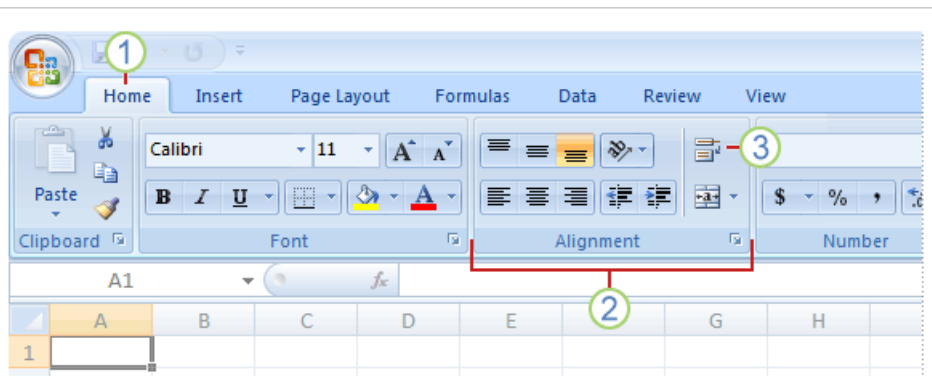 1
Home Insert Page Layout Formulas Data Review View
Calibri 11 A A 3
Paste B I U A a $ % ,
Clipboard Font Alignment Number
A1 fx
2
A B C D E G H
1